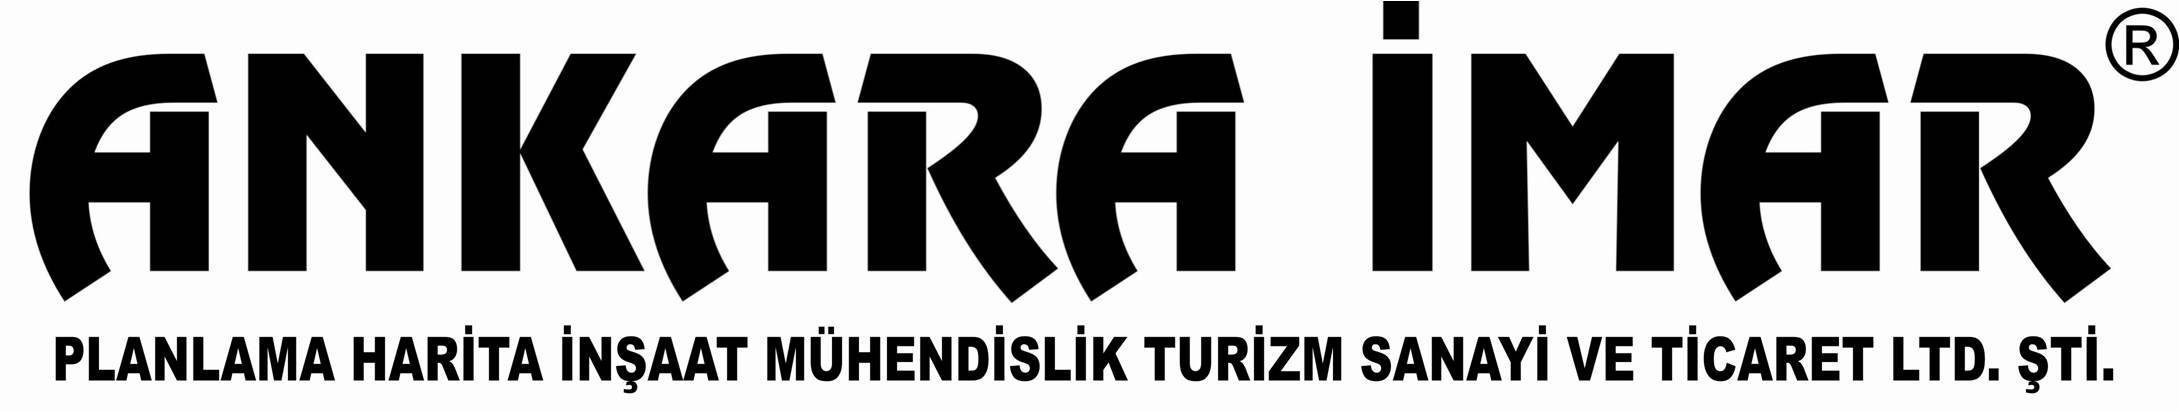 ANKARA İMAR®
PLANLAMA HARİTA İNŞAAT MÜHENDİSLİK TURİZM SANAYİ VE TİCARET LTD. ŞTİ.